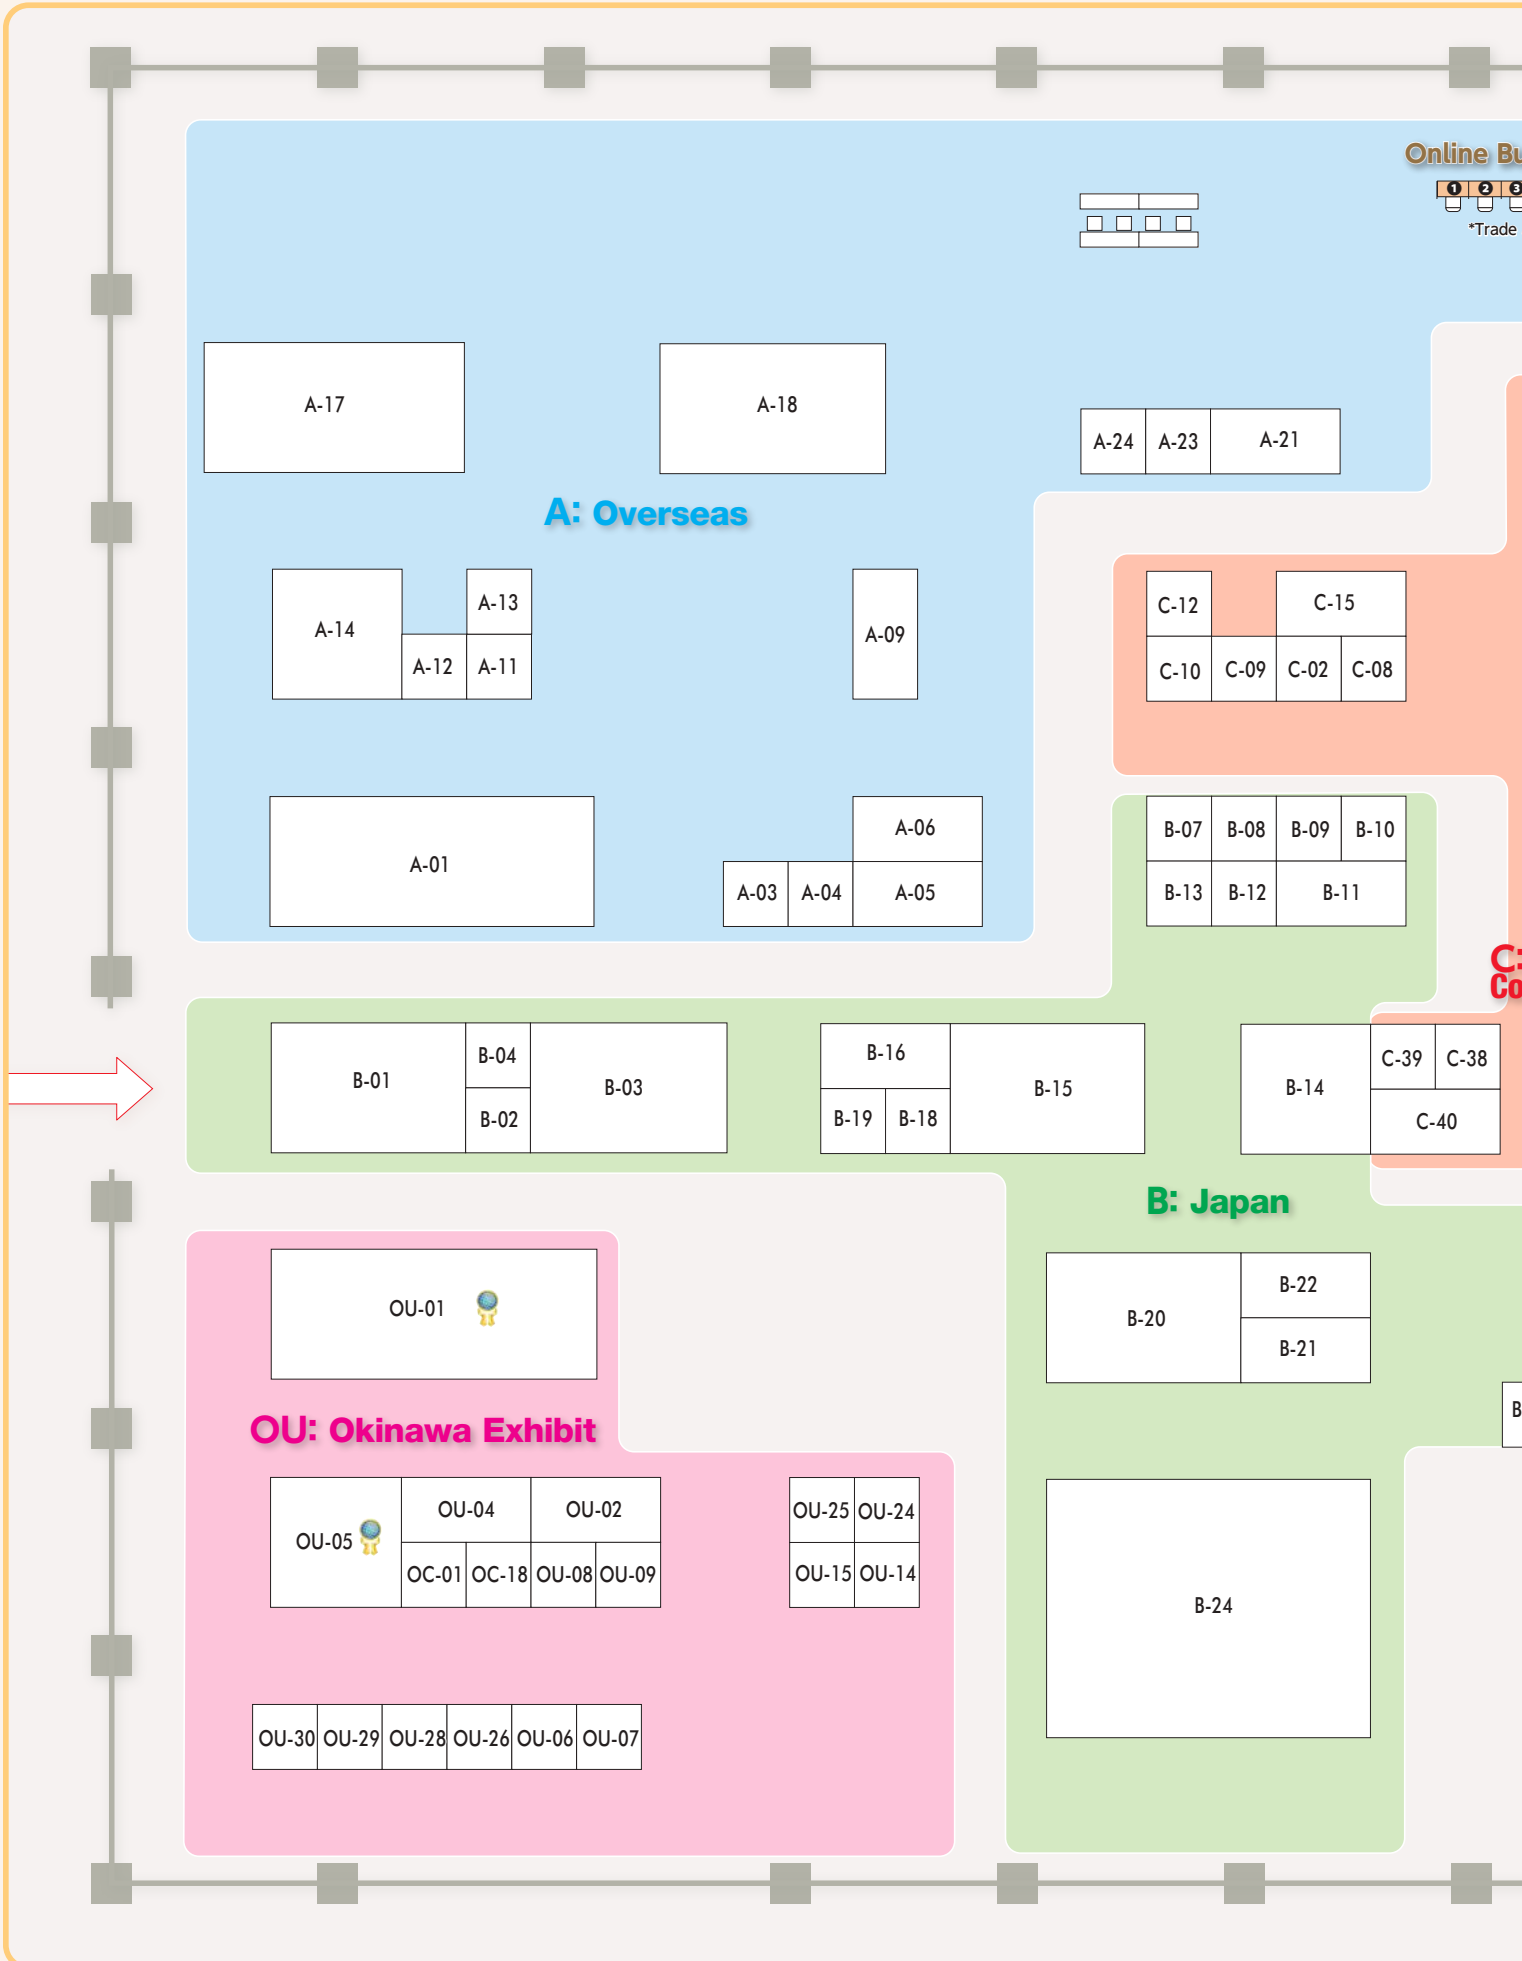 Online Bu
1 2 3
*Trade
A-17
A-18
A-24 A-23 A-21
A: Overseas
A-14
A-13
A-12 A-11
A-09
C-12 C-15
C-10 C-09 C-02 C-08
A-01
A-06
A-03 A-04 A-05
B-07 B-08 B-09 B-10
B-13 B-12 B-11
C:
Co
B-01
B-04
B-02
B-03
B-16
B-19 B-18
B-15
B-14
C-39 C-38
C-40
B: Japan
OU-01
B-20
B-22
B-21
B
OU: Okinawa Exhibit
OU-05
OU-04 OU-02
OC-01 OC-18 OU-08 OU-09
OU-25 OU-24
OU-15 OU-14
B-24
OU-30 OU-29 OU-28 OU-26 OU-06 OU-07